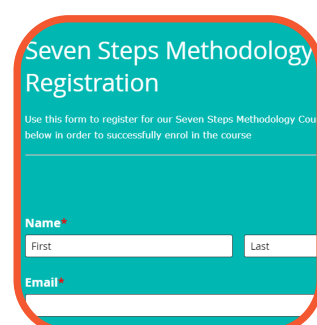 Seven Steps Methodology
Registration
Use this form to register for our Seven Steps Methodology
below in order to successfully enrol in the course
Name*
First Last
Email*